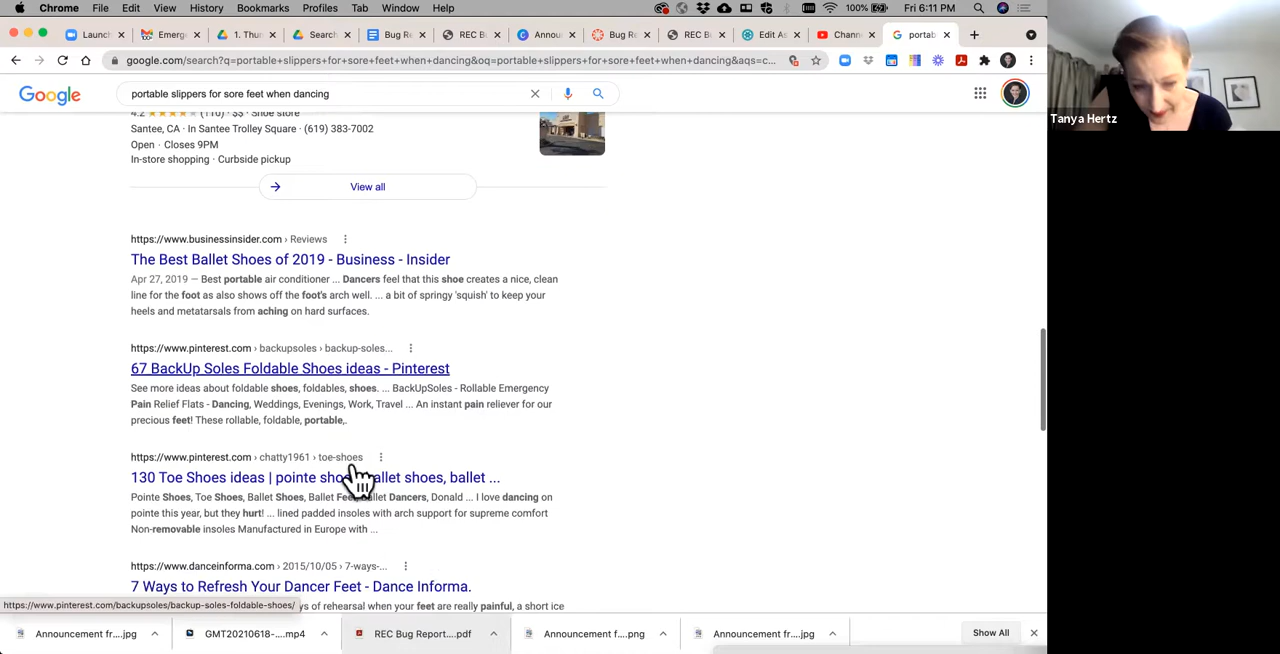 Chrome File Edit View History Bookmarks Profiles Tab Window Help 100% Fri 6:11 PM
Launch Emerge 1. Thu Search Bug Re REC B Annou Bug R REC B Edit As Chann portab
google.com/search?q=portable+slippers+for+sore+feet+when+dancing&oq=portable+slippers+for+sore+feet+when+dancing&aqs=c...
Google portable slippers for sore feet when dancing
4.2 (110) · $$ · Shoe store
Santee, CA · In Santee Trolley Square · (619) 383-7002
Open · Closes 9PM
In-store shopping · Curbside pickup
View all
https://www.businessinsider.com › Reviews
The Best Ballet Shoes of 2019 - Business - Insider
Apr 27, 2019 — Best portable air conditioner ... Dancers feel that this shoe creates a nice, clean
line for the foot as also shows off the foot's arch well. ... a bit of springy 'squish' to keep your
heels and metatarsals from aching on hard surfaces.
https://www.pinterest.com › backupsoles › backup-soles...
67 BackUp Soles Foldable Shoes ideas - Pinterest
See more ideas about foldable shoes, foldables, shoes. ... BackUpSoles - Rollable Emergency
Pain Relief Flats - Dancing, Weddings, Evenings, Work, Travel ... An instant pain reliever for our
precious feet! These rollable, foldable, portable,.
https://www.pinterest.com › chatty1961 › toe-shoes
130 Toe Shoes ideas | pointe shoes, ballet shoes, ballet ...
Pointe Shoes, Toe Shoes, Ballet Shoes, Ballet Feet, Ballet Dancers, Donald ... I love dancing on
pointe this year, but they hurt! ... lined padded insoles with arch support for supreme comfort
Non-removable insoles Manufactured in Europe with ...
https://www.danceinforma.com › 2015/10/05 › 7-ways-...
7 Ways to Refresh Your Dancer Feet - Dance Informa.
https://www.pinterest.com/backupsoles/backup-soles-foldable-shoes/ ys of rehearsal when your feet are really painful, a short ice
Announcement fr....jpg GMT20210618-....mp4 REC Bug Report....pdf Announcement f....png Announcement fr....jpg Show All
Tanya Hertz